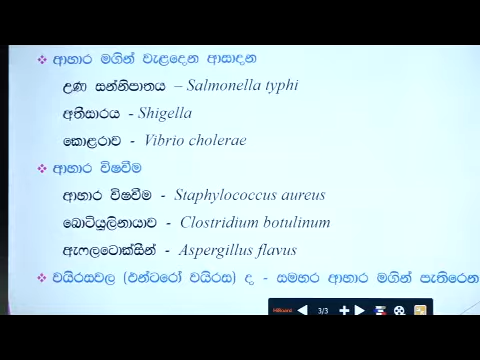 ❖ ආහාර මගින් වැළඳෙන ආසාදන
උණ සන්නිපාතය – Salmonella typhi
අතීසාරය - Shigella
කොළරාව - Vibrio cholerae
❖ ආහාර විෂවීම
ආහාර විෂවීම - Staphylococcus aureus
බොටියුලිනායාව - Clostridium botulinum
ඇෆලටොක්සීන් - Aspergillus flavus
❖ වයිරසවල (එන්ටරෝ වයිරස) ද - සමහර ආහාර මගින් පැතිරෙන
HiBoard 3/3